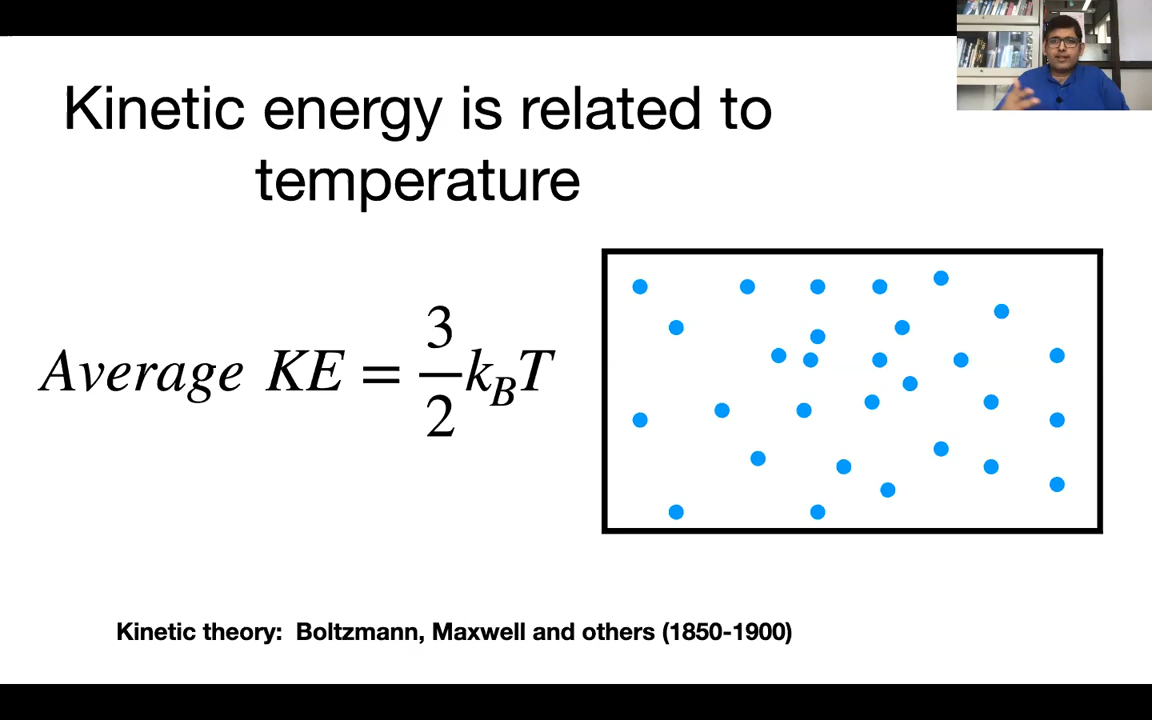 Kinetic energy is related to
temperature
Average KE = \frac{3}{2} k_B T
Kinetic theory: Boltzmann, Maxwell and others (1850-1900)